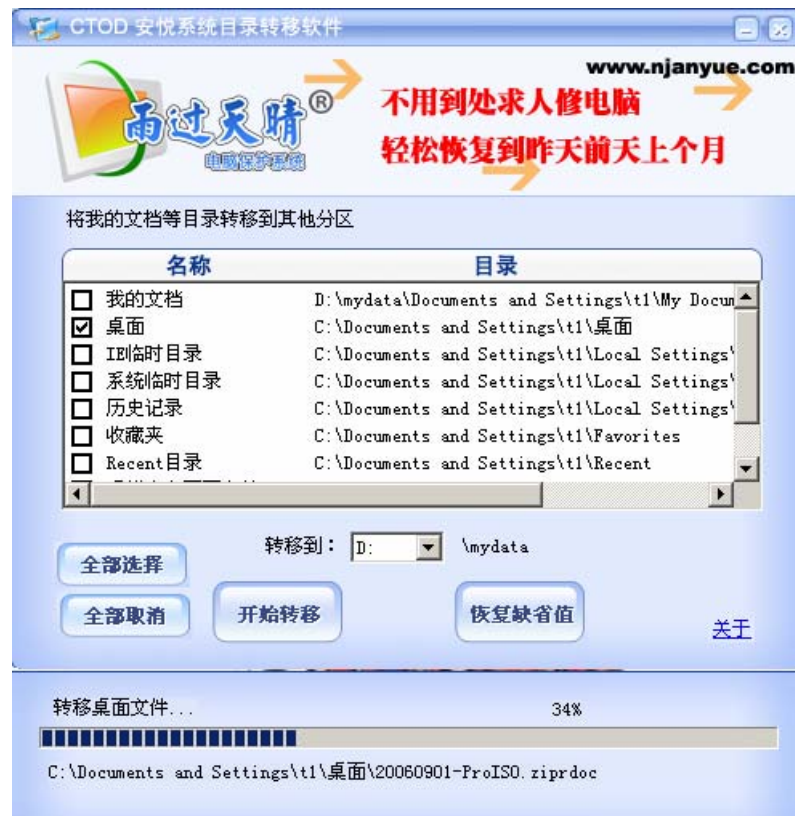 CTOD 安悦系统目录转移软件
www.njanyue.com
雨过天晴®
电脑保护系统
不用到处求人修电脑
轻松恢复到昨天前天上个月
将我的文档等目录转移到其他分区
名称 目录
我的文档 D:\mydata\Documents and Settings\t1\My Docum
桌面 C:\Documents and Settings\t1\桌面
IE临时目录 C:\Documents and Settings\t1\Local Settings\
系统临时目录 C:\Documents and Settings\t1\Local Settings\
历史记录 C:\Documents and Settings\t1\Local Settings\
收藏夹 C:\Documents and Settings\t1\Favorites
Recent目录 C:\Documents and Settings\t1\Recent
转移到： D: \mydata
全部选择
全部取消 开始转移 恢复缺省值 关于
转移桌面文件... 34%
C:\Documents and Settings\t1\桌面\20060901-ProISO.ziprdoc